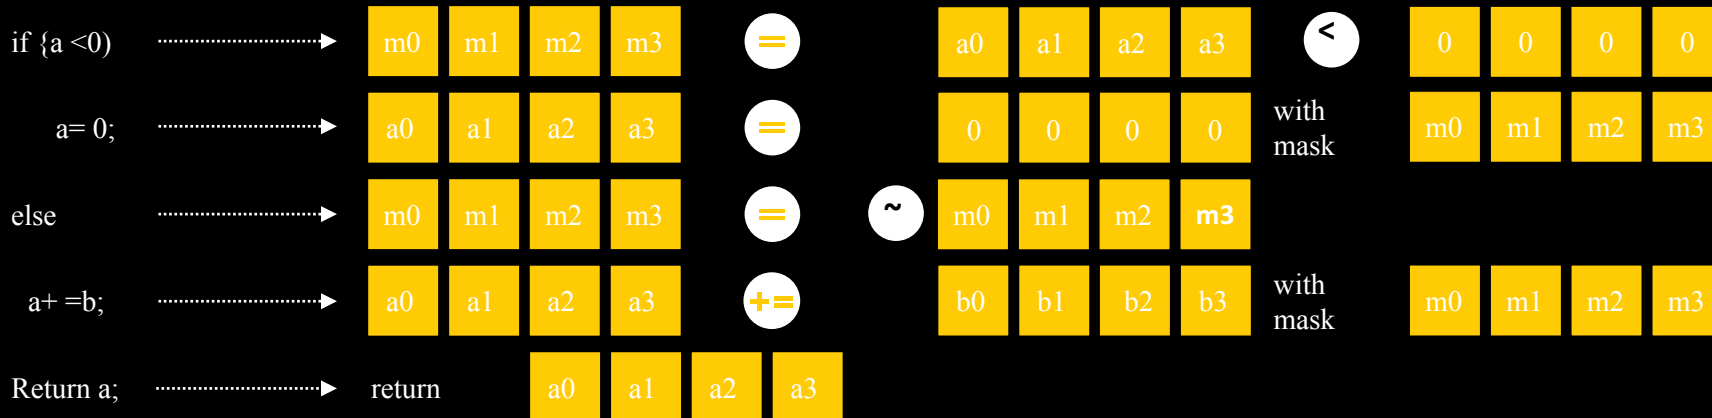 if {a <0) m0 m1 m2 m3 = a0 a1 a2 a3 < 0 0 0 0
a= 0; a0 a1 a2 a3 = 0 0 0 0 with mask m0 m1 m2 m3
else m0 m1 m2 m3 = ~ m0 m1 m2 m3
a+ =b; a0 a1 a2 a3 += b0 b1 b2 b3 with mask m0 m1 m2 m3
Return a; return a0 a1 a2 a3